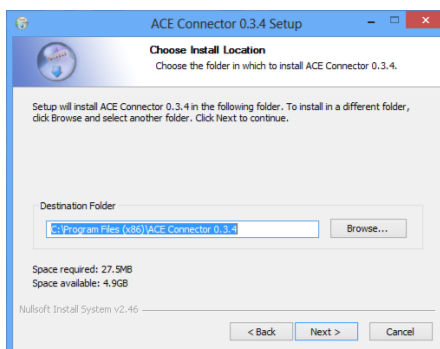 ACE Connector 0.3.4 Setup
Choose Install Location
Choose the folder in which to install ACE Connector 0.3.4.
Setup will install ACE Connector 0.3.4 in the following folder. To install in a different folder,
click Browse and select another folder. Click Next to continue.
Destination Folder
C:\Program Files (x86)\ACE Connector 0.3.4
Browse...
Space required: 27.5MB
Space available: 4.9GB
Nullsoft Install System v2.46
< Back Next > Cancel